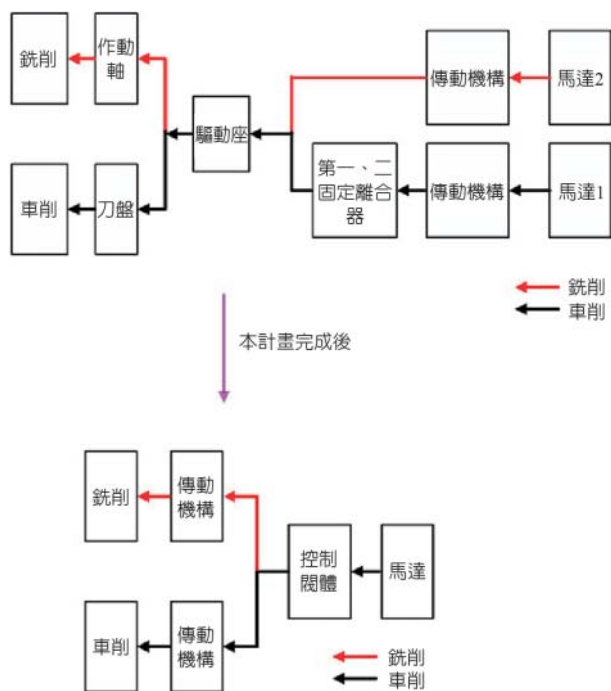 銑削
作動
軸
傳動機構
馬達2
驅動座
車削
刀盤
第一、二
固定離合
器
傳動機構
馬達1
銑削
車削
本計畫完成後
銑削
傳動
機構
控制
閥體
馬達
車削
傳動
機構
銑削
車削